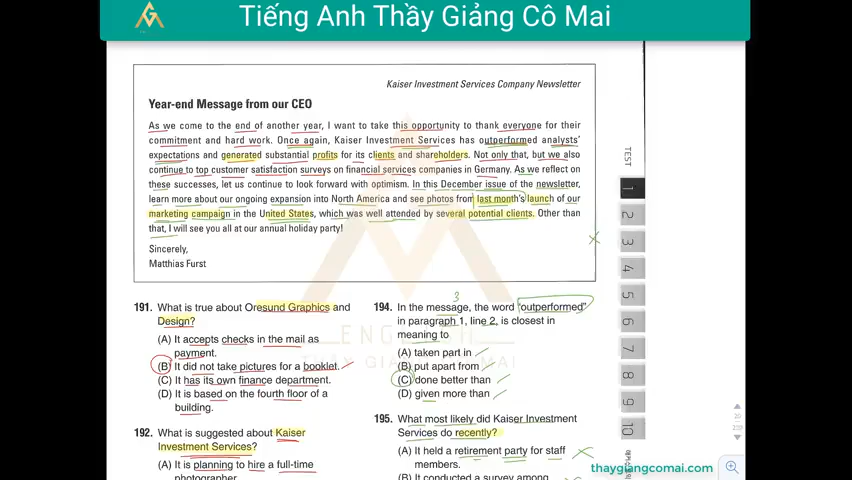 Tiếng Anh Thầy Giảng Cô Mai
Kaiser Investment Services Company Newsletter
Year-end Message from our CEO
As we come to the end of another year, I want to take this opportunity to thank everyone for their
commitment and hard work. Once again, Kaiser Investment Services has outperformed analysts'
expectations and generated substantial profits for its clients and shareholders. Not only that, but we also
continue to top customer satisfaction surveys on financial services companies in Germany. As we reflect on
these successes, let us continue to look forward with optimism. In this December issue of the newsletter,
learn more about our ongoing expansion into North America and see photos from last month's launch of our
marketing campaign in the United States, which was well attended by several potential clients. Other than
that, I will see you all at our annual holiday party!
Sincerely,
Matthias Furst
191. What is true about Oresund Graphics and
Design?
(A) It accepts checks in the mail as
payment.
(B) It did not take pictures for a booklet.
(C) It has its own finance department.
(D) It is based on the fourth floor of a
building.
192. What is suggested about Kaiser
Investment Services?
(A) It is planning to hire a full-time
photographer.
3
194. In the message, the word "outperformed"
in paragraph 1, line 2, is closest in
meaning to
(A) taken part in
(B) put apart from
(C) done better than
(D) given more than
195. What most likely did Kaiser Investment
Services do recently?
(A) It held a retirement party for staff
members.
(B) It conducted a survey among
TEST
1
2
3
4
5
6
7
8
9
10
ENGLISH
THẦY GIẢNG CÔ MAI
thaygiangcomai.com